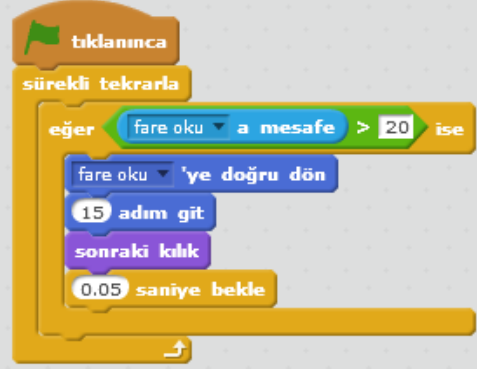 tıklanınca
sürekli tekrarla
eğer fare oku a mesafe > 20 ise
fare oku 'ye doğru dön
15 adım git
sonraki kılık
0.05 saniye bekle